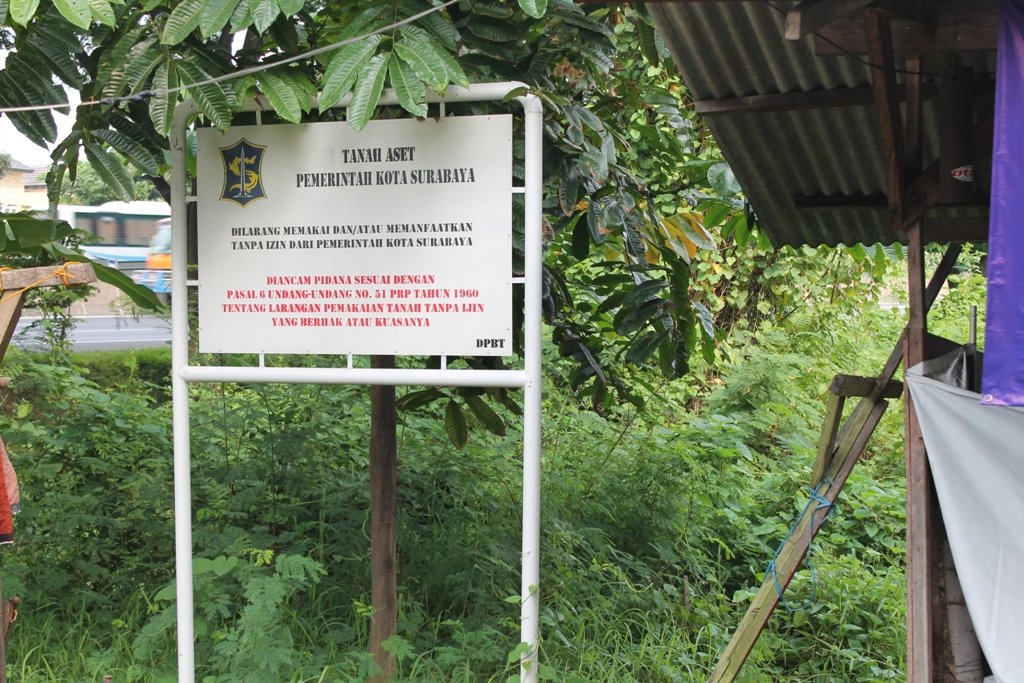 TANAH ASET
PEMERINTAH KOTA SURABAYA
DILARANG MEMAKAI DAN/ATAU MEMANFAATKAN
TANPA IZIN DARI PEMERINTAH KOTA SURABAYA
DIANCAM PIDANA SESUAI DENGAN
PASAL 6 UNDANG-UNDANG NO. 51 PRP TAHUN 1960
TENTANG LARANGAN PEMAKAIAN TANAH TANPA IJIN
YANG BERHAK ATAU KUASANYA
DPBT